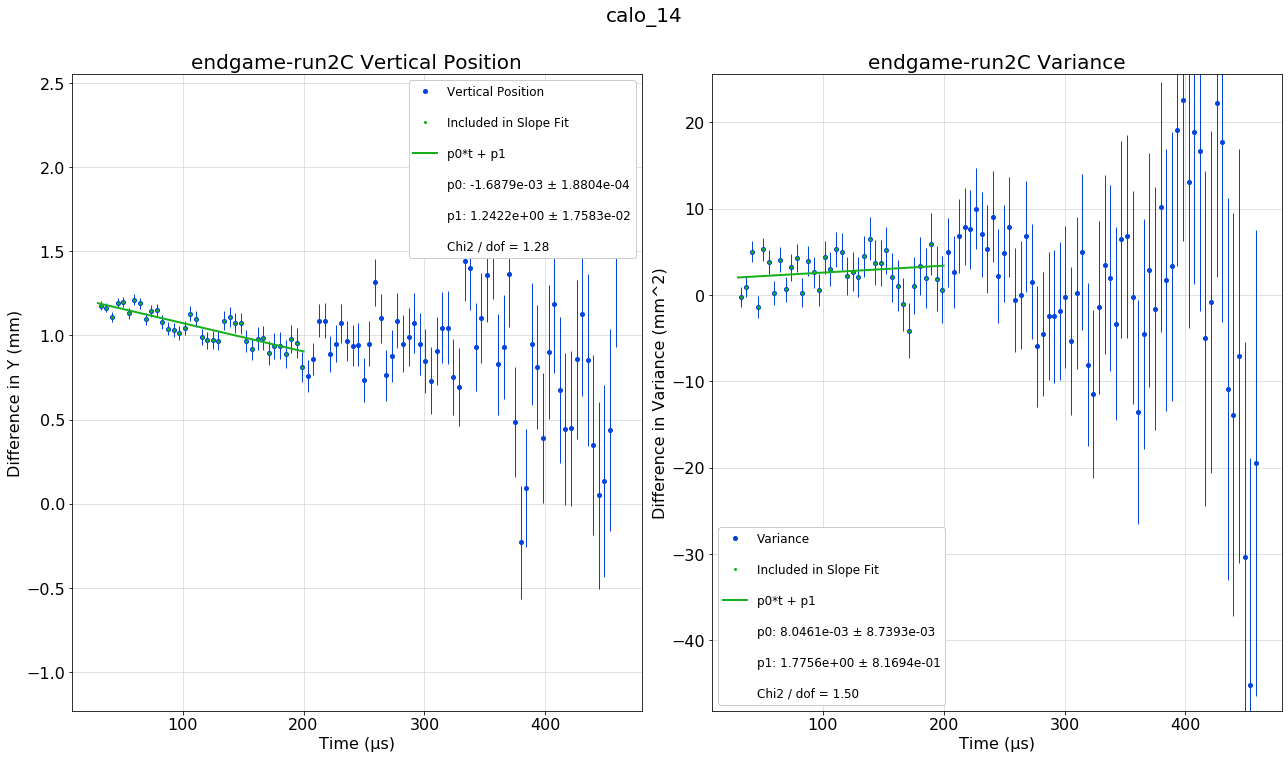 calo_14
endgame-run2C Vertical Position
Difference in Y (mm)
2.5
2.0
1.5
1.0
0.5
0.0
−0.5
−1.0
100
200
300
400
Time (μs)
Vertical Position
Included in Slope Fit
p0*t + p1
p0: -1.6879e-03 ± 1.8804e-04
p1: 1.2422e+00 ± 1.7583e-02
Chi2 / dof = 1.28
endgame-run2C Variance
Difference in Variance (mm^2)
20
10
0
−10
−20
−30
−40
100
200
300
400
Time (μs)
Variance
Included in Slope Fit
p0*t + p1
p0: 8.0461e-03 ± 8.7393e-03
p1: 1.7756e+00 ± 8.1694e-01
Chi2 / dof = 1.50